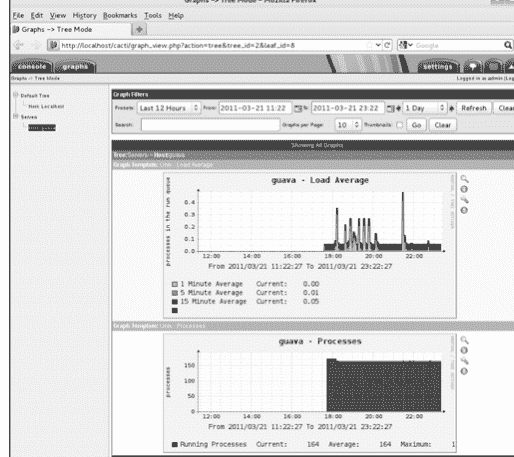 Graphs -> Tree Mode - Mozilla Firefox
File Edit View History Bookmarks Tools Help
Graphs -> Tree Mode
http://localhost/cacti/graph_view.php?action=tree&tree_id=2&leaf_id=8
Google
console graphs settings
Graphs -> Tree Mode Logged in as admin (Log
Default Tree
Host: Localhost
Servers
Host: guava
Graph Filters
Presets: Last 12 Hours From: 2011-03-21 11:22 To: 2011-03-21 23:22 1 Day Refresh Clear
Search: Graphs per Page: 10 Thumbnails: Go Clear
Showing All Graphs
Tree: Servers-> Host: guava
Graph Template: Unix - Load Average
guava - Load Average
processes in the run queue
0.4
0.3
0.2
0.1
0.0
12:00 14:00 16:00 18:00 20:00 22:00
From 2011/03/21 11:22:27 To 2011/03/21 23:22:27
1 Minute Average Current: 0.00
5 Minute Average Current: 0.01
15 Minute Average Current: 0.05
Graph Template: Unix - Processes
guava - Processes
processes
150
100
50
0
12:00 14:00 16:00 18:00 20:00 22:00
From 2011/03/21 11:22:27 To 2011/03/21 23:22:27
Running Processes Current: 164 Average: 164 Maximum: 1